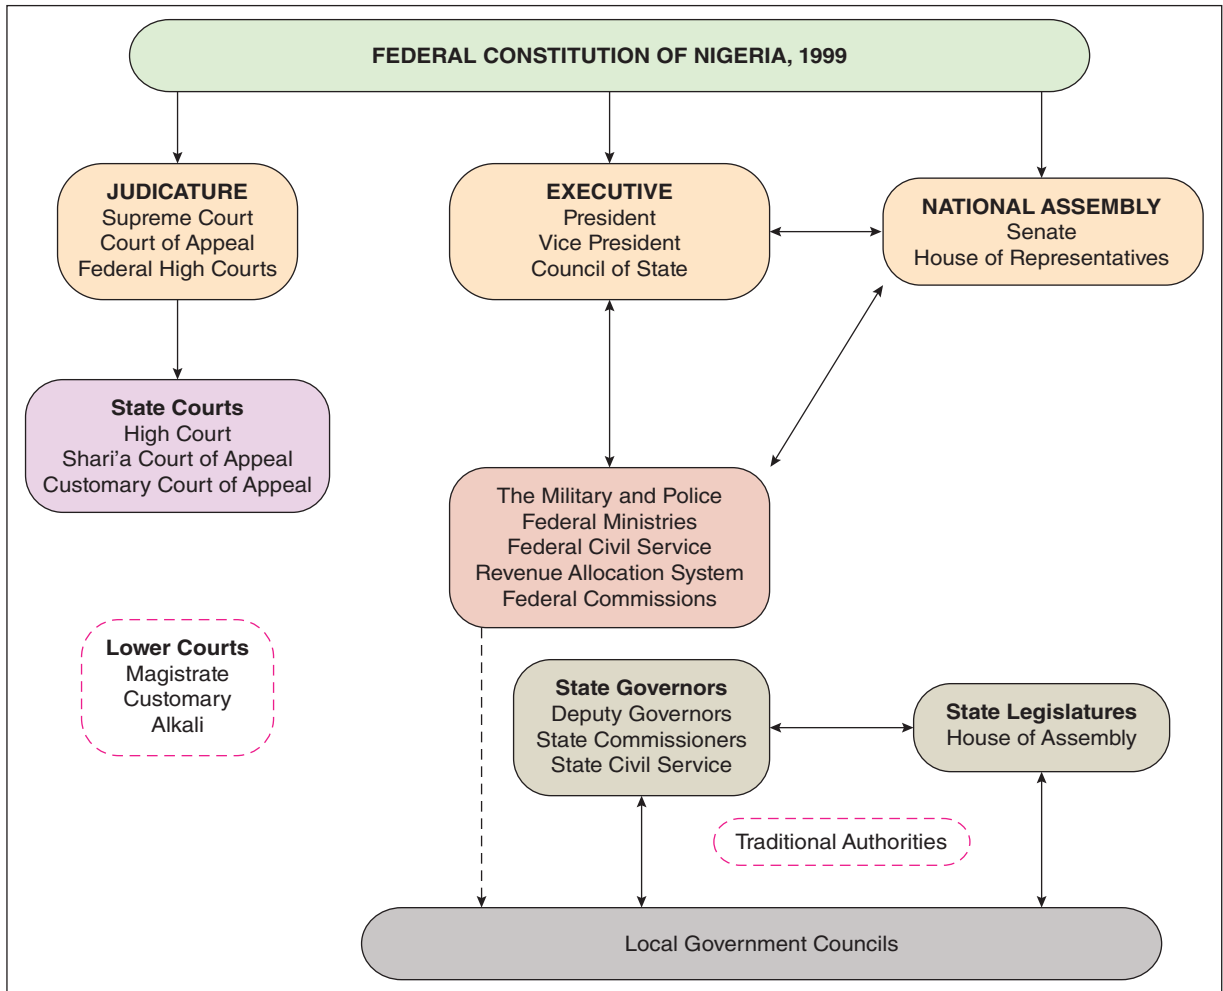 FEDERAL CONSTITUTION OF NIGERIA, 1999
JUDICATURE
Supreme Court
Court of Appeal
Federal High Courts
EXECUTIVE
President
Vice President
Council of State
NATIONAL ASSEMBLY
Senate
House of Representatives
State Courts
High Court
Shari’a Court of Appeal
Customary Court of Appeal
The Military and Police
Federal Ministries
Federal Civil Service
Revenue Allocation System
Federal Commissions
Lower Courts
Magistrate
Customary
Alkali
State Governors
Deputy Governors
State Commissioners
State Civil Service
State Legislatures
House of Assembly
Traditional Authorities
Local Government Councils